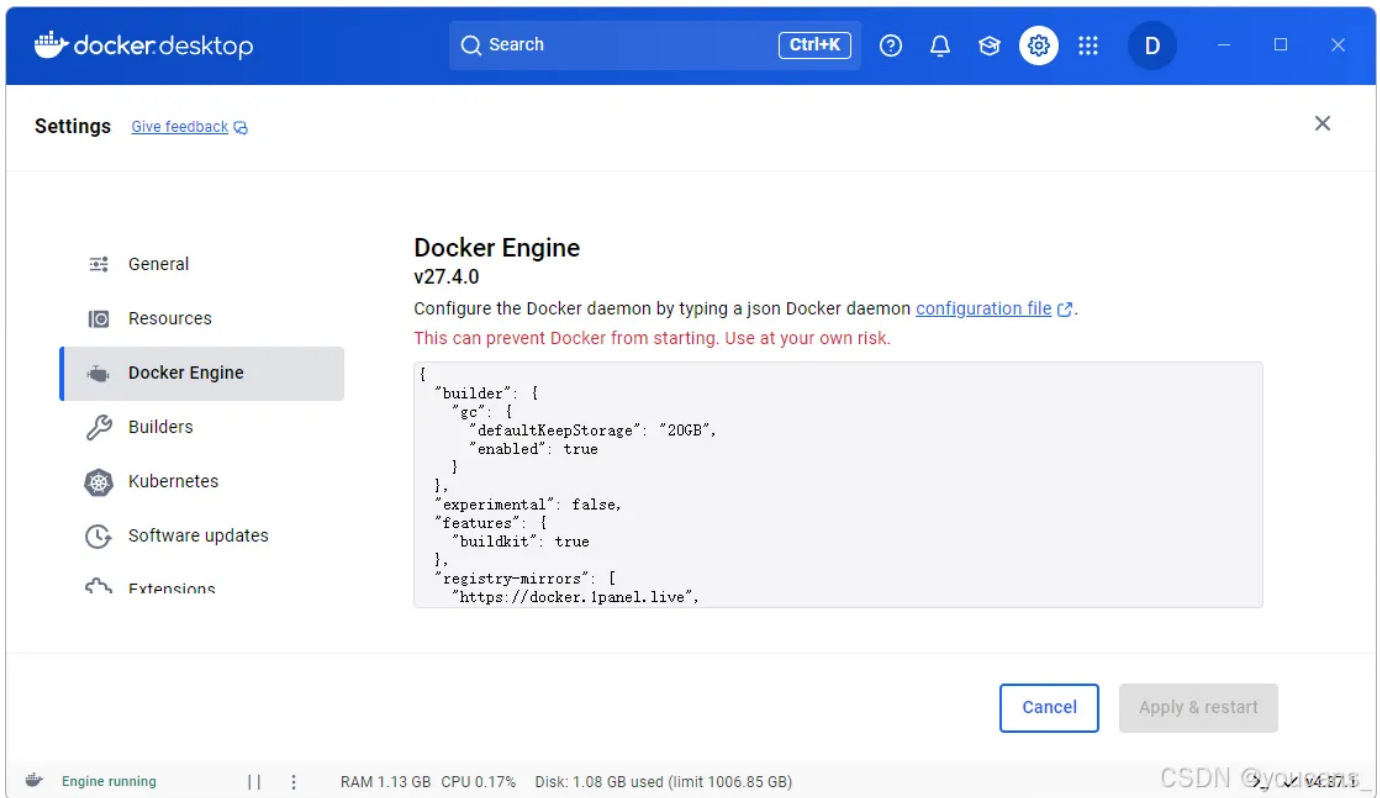 docker.desktop
Search
Ctrl+K
D
Settings
Give feedback
General
Resources
Docker Engine
Builders
Kubernetes
Software updates
Extensions
Docker Engine
v27.4.0
Configure the Docker daemon by typing a json Docker daemon configuration file.
This can prevent Docker from starting. Use at your own risk.
{
"builder": {
"gc": {
"defaultKeepStorage": "20GB",
"enabled": true
}
},
"experimental": false,
"features": {
"buildkit": true
},
"registry-mirrors": [
"https://docker.1panel.live",
Cancel
Apply & restart
Engine running
RAM 1.13 GB CPU 0.17%
Disk: 1.08 GB used (limit 1006.85 GB)
v4.37.1
CSDN